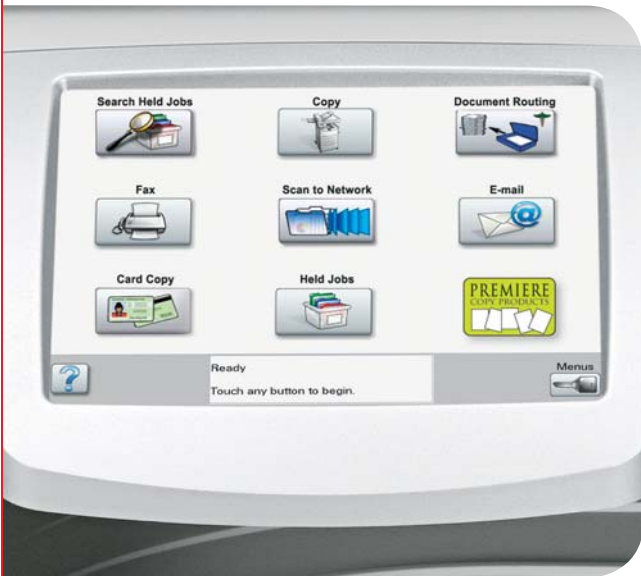 Search Held Jobs
Copy
Document Routing
Fax
Scan to Network
E-mail
@
Card Copy
Held Jobs
PREMIERE
COPY PRODUCTS
?
Ready
Touch any button to begin.
Menus